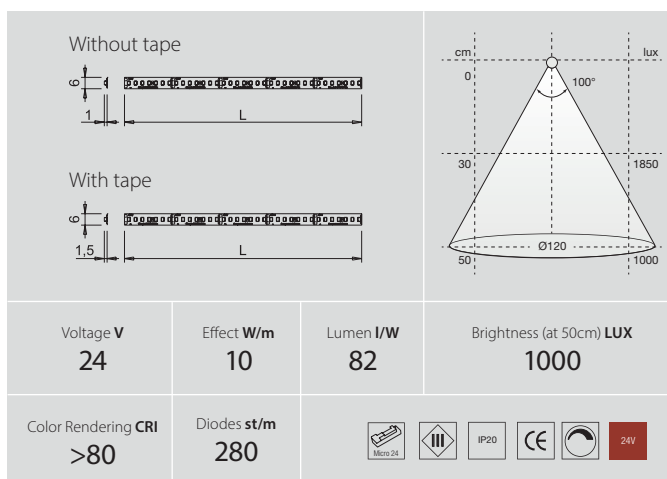 Without tape
6
1
L
With tape
6
1,5
L
cm
lux
0
100°
30
1850
Ø120
50
1000
Voltage V
24
Effect W/m
10
Lumen l/W
82
Brightness (at 50cm) LUX
1000
Color Rendering CRI
>80
Diodes st/m
280
Micro 24
III
IP20
CE
24V